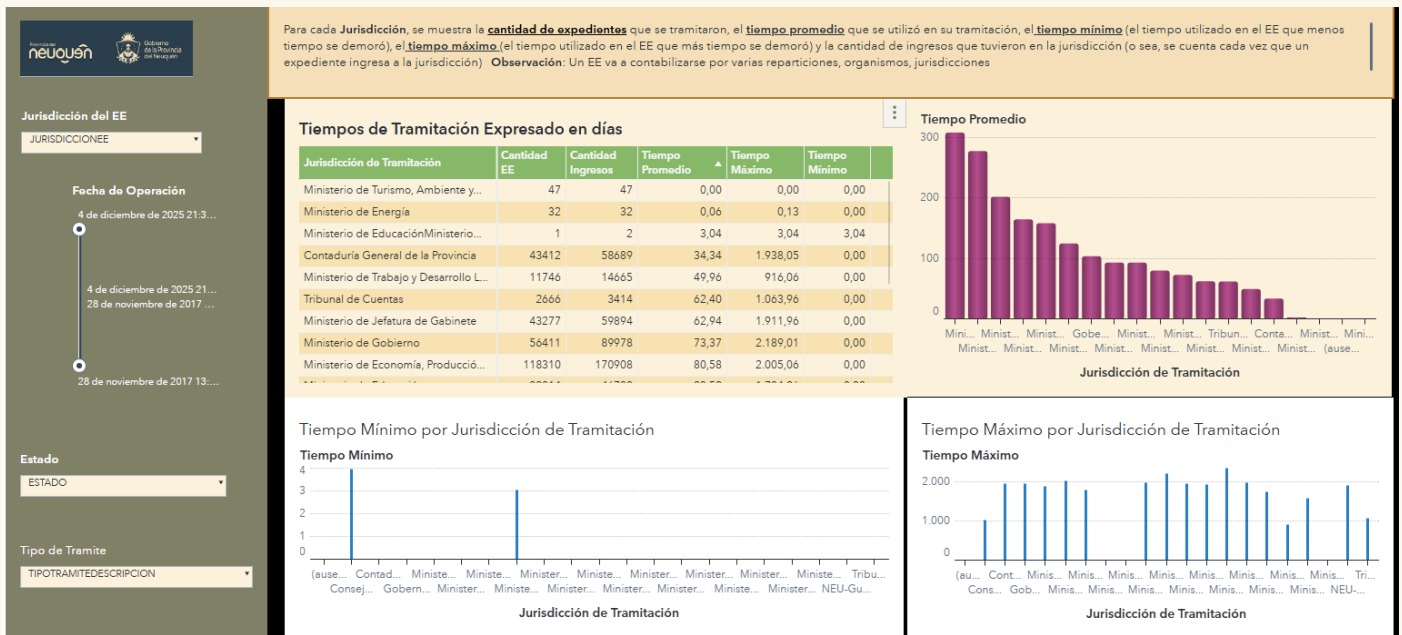 Provincia del
neuquén
Gobierno
de la Provincia
del Neuquén
Para cada Jurisdicción, se muestra la cantidad de expedientes que se tramitaron, el tiempo promedio que se utilizó en su tramitación, el tiempo mínimo (el tiempo utilizado en el EE que menos
tiempo se demoró), el tiempo máximo (el tiempo utilizado en el EE que más tiempo se demoró) y la cantidad de ingresos que tuvieron en la jurisdicción (o sea, se cuenta cada vez que un
expediente ingresa a la jurisdicción) Observación: Un EE va a contabilizarse por varias reparticiones, organismos, jurisdicciones
Jurisdicción del EE
JURISDICCIONEE
Fecha de Operación
4 de diciembre de 2025 21:3...
4 de diciembre de 2025 21...
28 de noviembre de 2017 ...
28 de noviembre de 2017 13:...
Estado
ESTADO
Tipo de Tramite
TIPOTRAMITEDESCRIPCION
Tiempos de Tramitación Expresado en días
Jurisdicción de Tramitación Cantidad EE Cantidad Ingresos Tiempo Promedio Tiempo Máximo Tiempo Mínimo
Ministerio de Turismo, Ambiente y... 47 47 0,00 0,00 0,00
Ministerio de Energía 32 32 0,06 0,13 0,00
Ministerio de EducaciónMinisterio... 1 2 3,04 3,04 3,04
Contaduría General de la Provincia 43412 58689 34,34 1.938,05 0,00
Ministerio de Trabajo y Desarrollo L... 11746 14665 49,96 916,06 0,00
Tribunal de Cuentas 2666 3414 62,40 1.063,96 0,00
Ministerio de Jefatura de Gabinete 43277 59894 62,94 1.911,96 0,00
Ministerio de Gobierno 56411 89978 73,37 2.189,01 0,00
Ministerio de Economía, Producció... 118310 170908 80,58 2.005,06 0,00
Tiempo Promedio
300
200
100
0
Mini... Minist... Minist... Gobe... Minist... Minist... Tribun... Conta... Minist... Mini...
Minist... Minist... Minist... Minist... Minist... Minist... Minist... Minist... (ause...
Jurisdicción de Tramitación
Tiempo Mínimo por Jurisdicción de Tramitación
Tiempo Mínimo
4
3
2
1
0
(ause... Contad... Ministe... Ministe... Minister... Ministe... Minister... Minister... Minister... Ministe... Tribu...
Consej... Gobern... Minister... Ministe... Minister... Minister... Minister... Ministe... Minister... NEU-Gu...
Jurisdicción de Tramitación
Tiempo Máximo por Jurisdicción de Tramitación
Tiempo Máximo
2.000
1.000
0
(au... Cont... Minis... Minis... Minis... Minis... Minis... Minis... Minis... Minis... Tri...
Cons... Gob... Minis... Minis... Minis... Minis... Minis... Minis... Minis... NEU-...
Jurisdicción de Tramitación